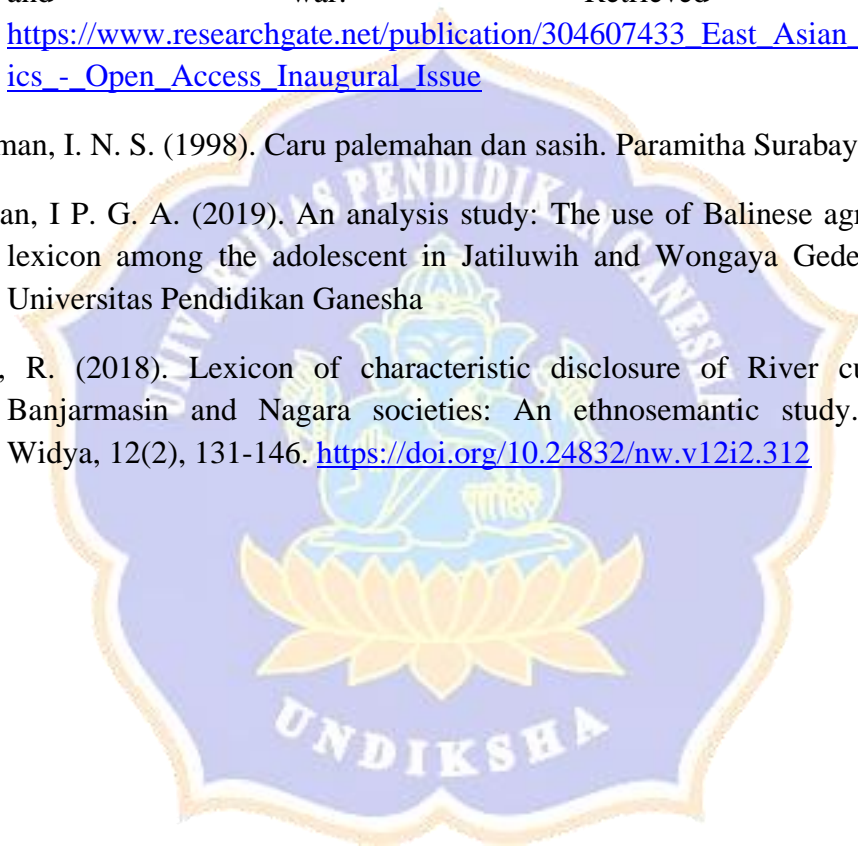 and war. Retrieved
https://www.researchgate.net/publication/304607433_East_Asian_
ics_-_Open_Access_Inaugural_Issue
man, I. N. S. (1998). Caru palemahan dan sasih. Paramitha Surabay
an, I P. G. A. (2019). An analysis study: The use of Balinese agr
lexicon among the adolescent in Jatiluwih and Wongaya Gede
Universitas Pendidikan Ganesha
, R. (2018). Lexicon of characteristic disclosure of River cu
Banjarmasin and Nagara societies: An ethnosemantic study.
Widya, 12(2), 131-146. https://doi.org/10.24832/nw.v12i2.312
UNIVERSITAS PENDIDIKAN GANESHA
UNDIKSHA